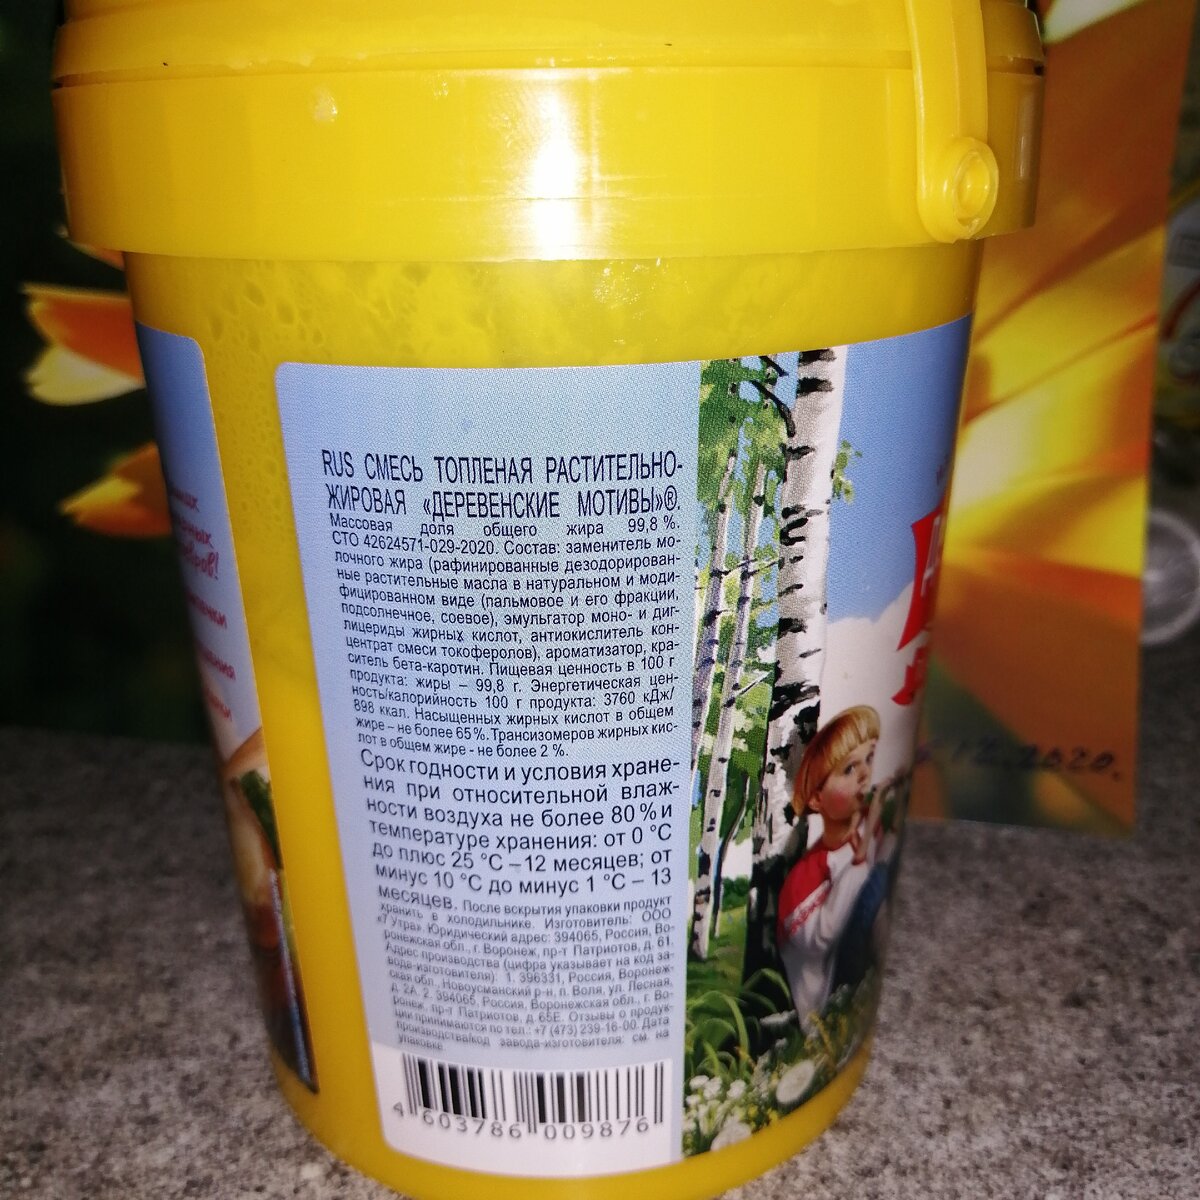 RUS СМЕСЬ ТОПЛЕНАЯ РАСТИТЕЛЬНО-
ЖИРОВАЯ «ДЕРЕВЕНСКИЕ МОТИВЫ»®.
Массовая доля общего жира 99,8 %.
СТО 42624571-029-2020. Состав: заменитель мо-
лочного жира (рафинированные дезодорирован-
ные растительные масла в натуральном и моди-
фицированном виде (пальмовое и его фракции,
подсолнечное, соевое), эмульгатор моно- и диг-
лицериды жирных кислот, антиокислитель кон-
центрат смеси токоферолов), ароматизатор, кра-
ситель бета-каротин. Пищевая ценность в 100 г
продукта: жиры – 99,8 г. Энергетическая цен-
ность/калорийность 100 г продукта: 3760 кДж/
898 ккал. Насыщенных жирных кислот в общем
жире – не более 65 %. Трансизомеров жирных кис-
лот в общем жире - не более 2 %.
Срок годности и условия хране-
ния при относительной влаж-
ности воздуха не более 80 % и
температуре хранения: от 0 °С
до плюс 25 °С – 12 месяцев; от
минус 10 °С до минус 1 °С – 13
месяцев. После вскрытия упаковки продукт
хранить в холодильнике. Изготовитель: ООО
«7 Утра». Юридический адрес: 394065, Россия, Во-
ронежская обл., г. Воронеж, пр-т Патриотов, д. 61.
Адрес производства (цифра указывает на код за-
вода-изготовителя): 1. 396331, Россия, Воронеж-
ская обл., Новоусманский р-н, п. Воля, ул. Лесная,
д. 2А. 2. 394065, Россия, Воронежская обл., г. Во-
ронеж, пр-т Патриотов, д. 65Е. Отзывы о продук-
ции принимаются по тел.: +7 (473) 239-16-00. Дата
производства/код завода-изготовителя: см. на
упаковке.
4 603786 009876
12.2020.